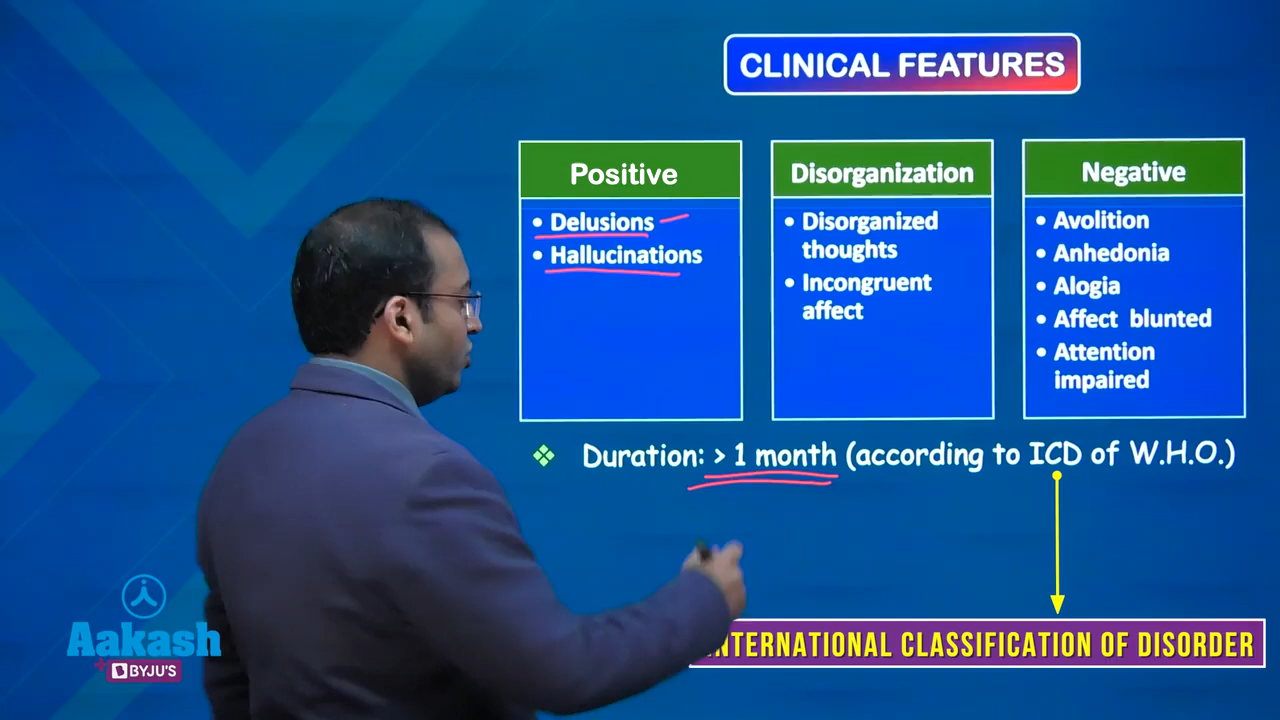 CLINICAL FEATURES
Positive
• Delusions
• Hallucinations
Disorganization
• Disorganized
thoughts
• Incongruent
affect
Negative
• Avolition
• Anhedonia
• Alogia
• Affect blunted
• Attention
impaired
❖ Duration: > 1 month (according to ICD of W.H.O.)
INTERNATIONAL CLASSIFICATION OF DISORDER
Aakash
+ BYJU'S